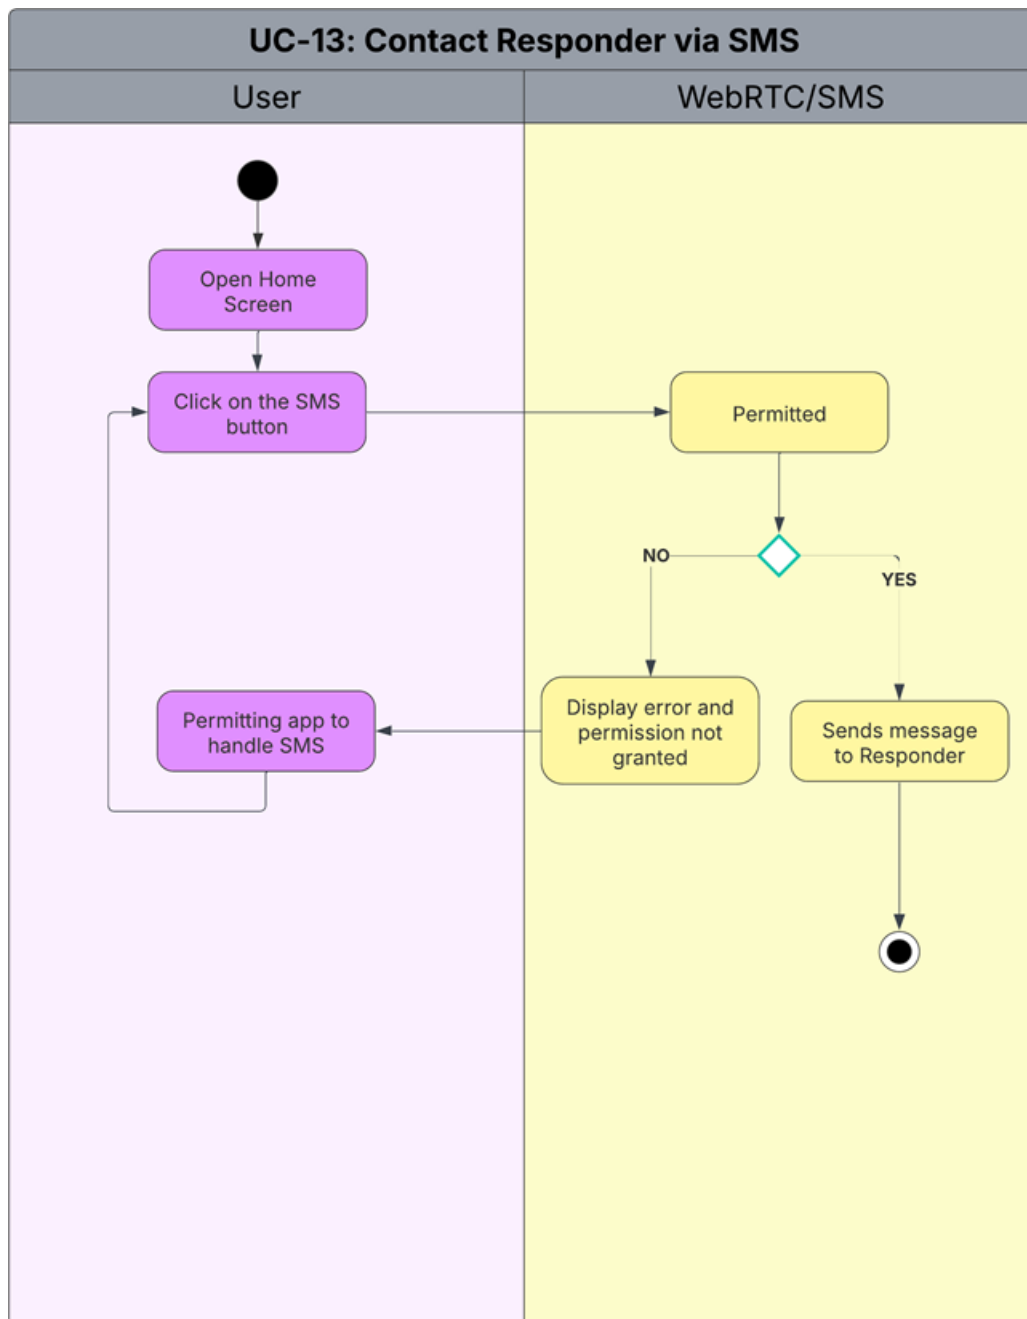 UC-13: Contact Responder via SMS
User
WebRTC/SMS
Open Home
Screen
Click on the SMS
button
Permitted
NO
YES
Permitting app to
handle SMS
Display error and
permission not
granted
Sends message
to Responder